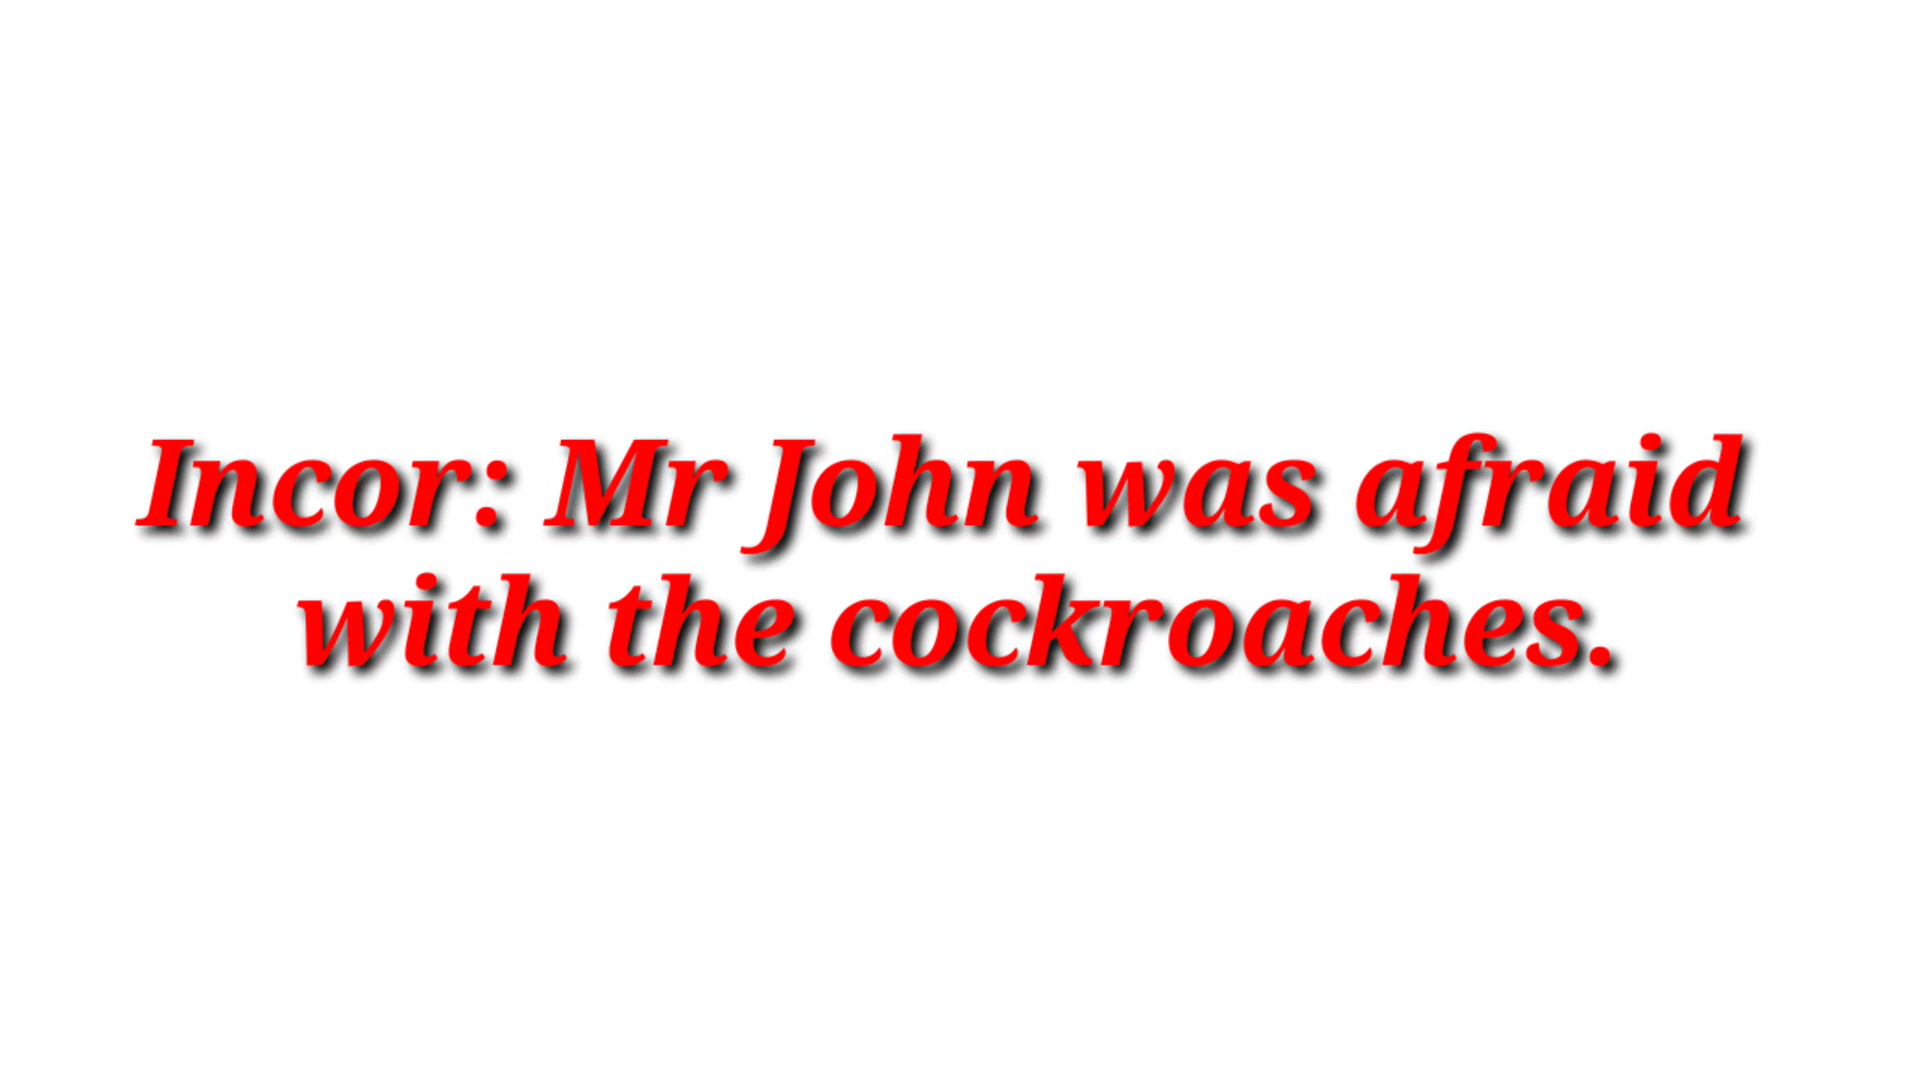 Incor: Mr John was afraid
with the cockroaches.